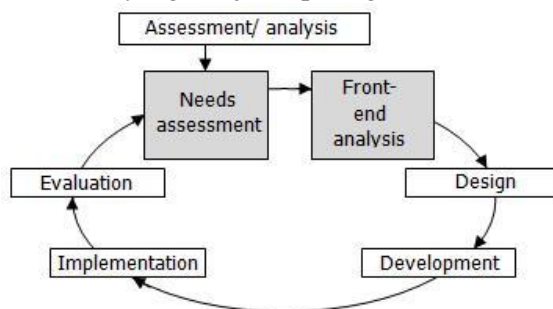 Assessment/ analysis
Needs
assessment
Front-
end
analysis
Evaluation
Design
Implementation
Development